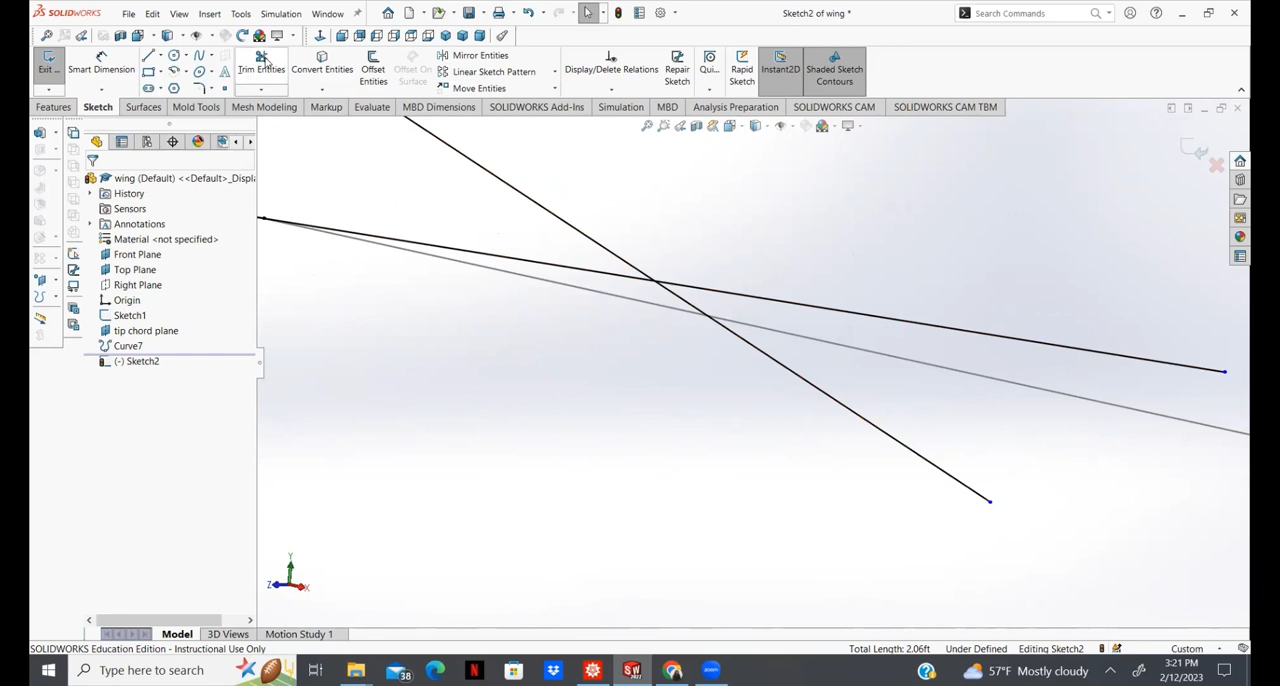 SOLIDWORKS File Edit View Insert Tools Simulation Window Sketch2 of wing * Search Commands
Exit ... Smart Dimension Trim Entities Convert Entities Offset Entities Offset On Surface Mirror Entities Linear Sketch Pattern Move Entities Display/Delete Relations Repair Sketch Qui... Rapid Sketch Instant2D Shaded Sketch Contours
Features Sketch Surfaces Mold Tools Mesh Modeling Markup Evaluate MBD Dimensions SOLIDWORKS Add-Ins Simulation MBD Analysis Preparation SOLIDWORKS CAM SOLIDWORKS CAM TBM
wing (Default) <<Default>_Displa
History
Sensors
Annotations
Material <not specified>
Front Plane
Top Plane
Right Plane
Origin
Sketch1
tip chord plane
Curve7
(-) Sketch2
Y
Z X
Model 3D Views Motion Study 1
SOLIDWORKS Education Edition - Instructional Use Only Total Length: 2.06ft Under Defined Editing Sketch2 Custom
Type here to search 38 57°F Mostly cloudy 3:21 PM
2/12/2023